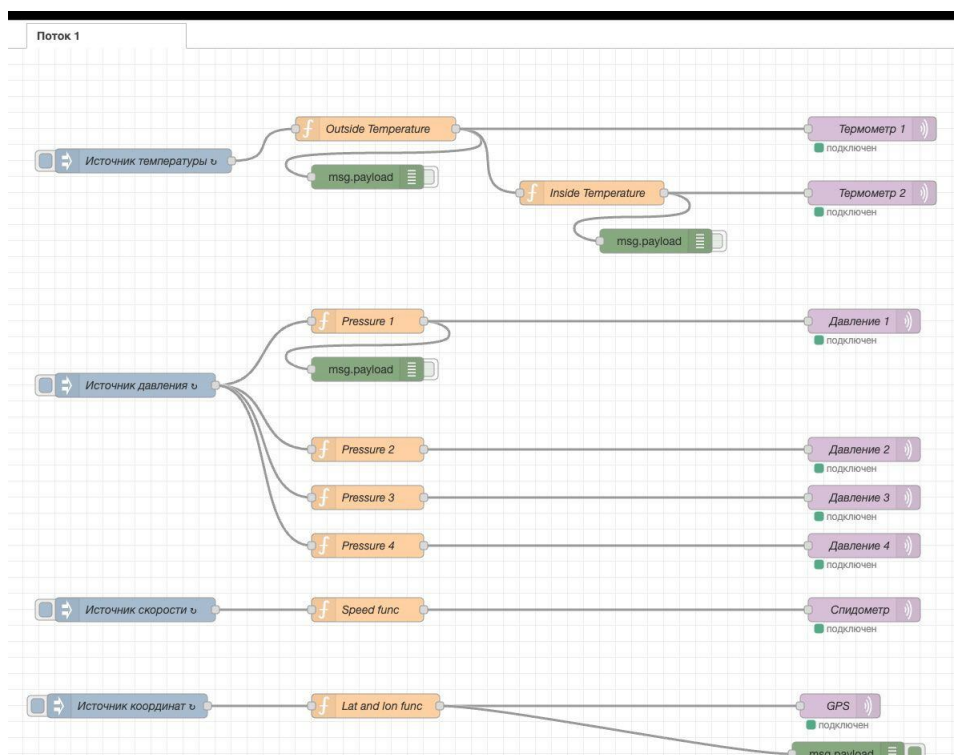 Поток 1
Outside Temperature
Термометр 1
подключен
Источник температуры ↻
msg.payload
Inside Temperature
Термометр 2
подключен
msg.payload
Pressure 1
Давление 1
подключен
msg.payload
Источник давления ↻
Pressure 2
Давление 2
подключен
Pressure 3
Давление 3
подключен
Pressure 4
Давление 4
подключен
Источник скорости ↻
Speed func
Спидометр
подключен
Источник координат ↻
Lat and lon func
GPS
подключен
msg.payload